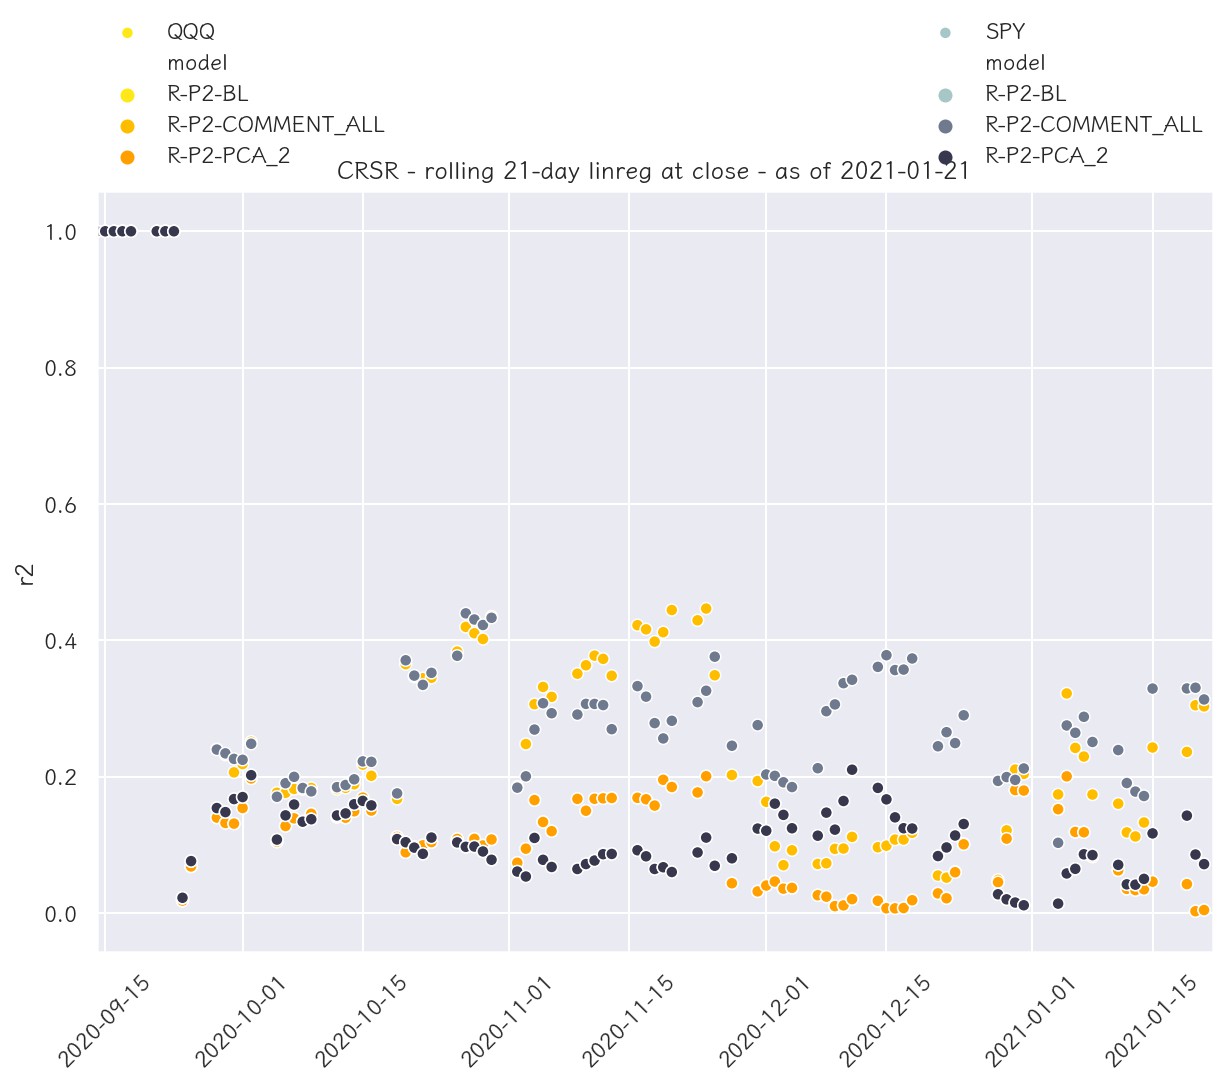 QQQ
model
R-P2-BL
R-P2-COMMENT_ALL
R-P2-PCA_2
SPY
model
R-P2-BL
R-P2-COMMENT_ALL
R-P2-PCA_2
CRSR - rolling 21-day linreg at close - as of 2021-01-21
r2
1.0
0.8
0.6
0.4
0.2
0.0
2020-09-15
2020-10-01
2020-10-15
2020-11-01
2020-11-15
2020-12-01
2020-12-15
2021-01-01
2021-01-15